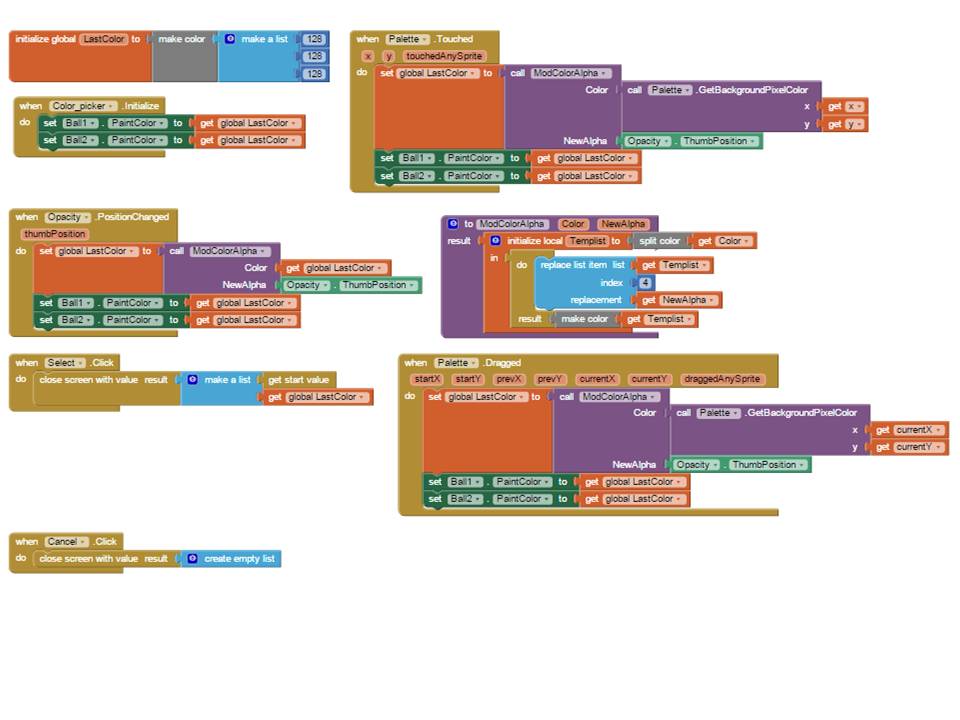 initialize global LastColor to make color make a list 128
128
128
when Color_picker .Initialize
do set Ball1 . PaintColor to get global LastColor
set Ball2 . PaintColor to get global LastColor
when Palette .Touched
x y touchedAnySprite
do set global LastColor to call ModColorAlpha
Color call Palette .GetBackgroundPixelColor
x get x
y get y
NewAlpha Opacity . ThumbPosition
set Ball1 . PaintColor to get global LastColor
set Ball2 . PaintColor to get global LastColor
when Opacity .PositionChanged
thumbPosition
do set global LastColor to call ModColorAlpha
Color get global LastColor
NewAlpha Opacity . ThumbPosition
set Ball1 . PaintColor to get global LastColor
set Ball2 . PaintColor to get global LastColor
to ModColorAlpha Color NewAlpha
result initialize local Templist to split color get Color
in do replace list item list get Templist
index 4
replacement get NewAlpha
result make color get Templist
when Select .Click
do close screen with value result make a list get start value
get global LastColor
when Palette .Dragged
startX startY prevX prevY currentX currentY draggedAnySprite
do set global LastColor to call ModColorAlpha
Color call Palette .GetBackgroundPixelColor
x get currentX
y get currentY
NewAlpha Opacity . ThumbPosition
set Ball1 . PaintColor to get global LastColor
set Ball2 . PaintColor to get global LastColor
when Cancel .Click
do close screen with value result create empty list